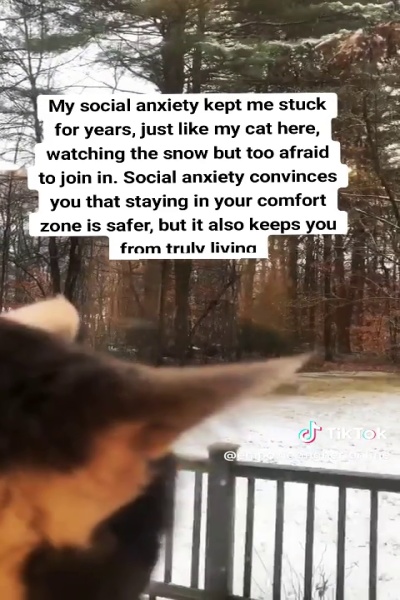 My social anxiety kept me stuck
for years, just like my cat here,
watching the snow but too afraid
to join in. Social anxiety convinces
you that staying in your comfort
zone is safer, but it also keeps you
from truly living
TikTok